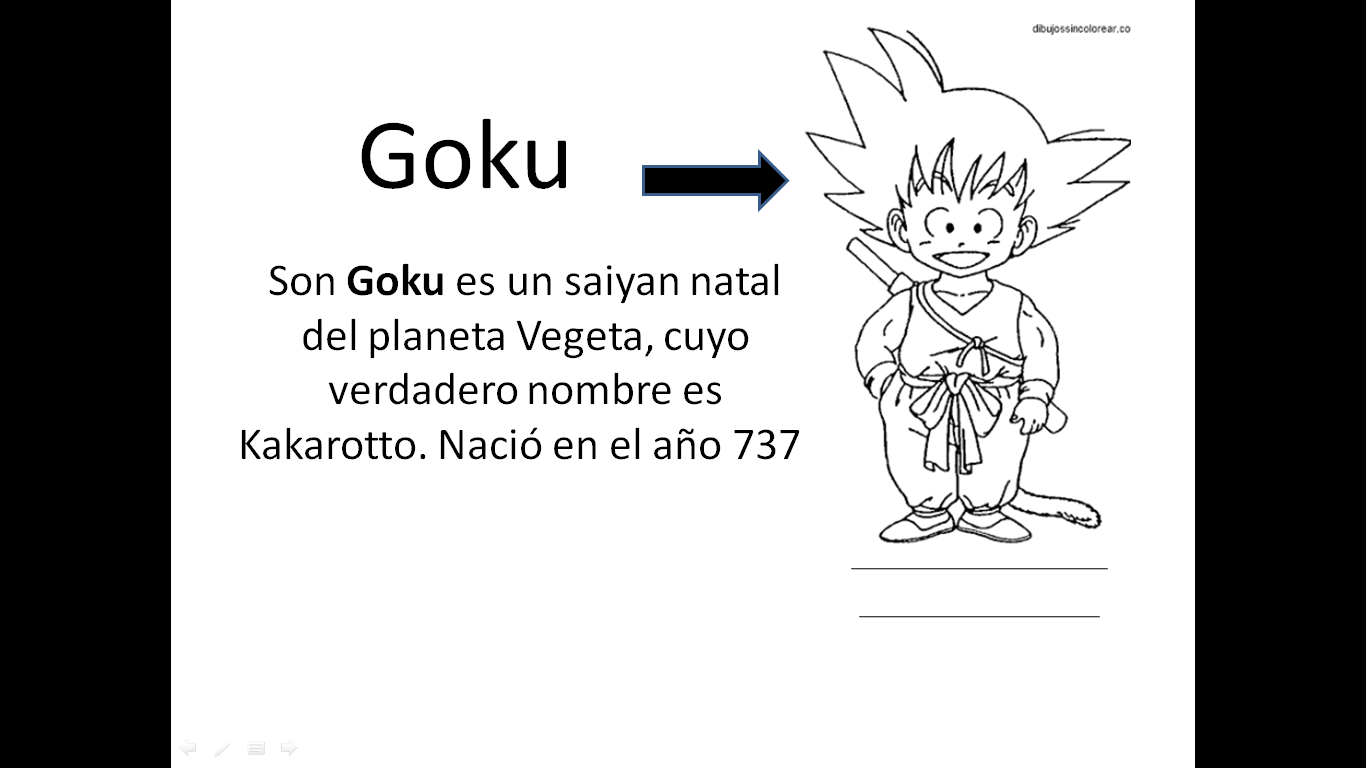 dibujossincolorear.co
Goku
Son Goku es un saiyan natal
del planeta Vegeta, cuyo
verdadero nombre es
Kakarotto. Nació en el año 737